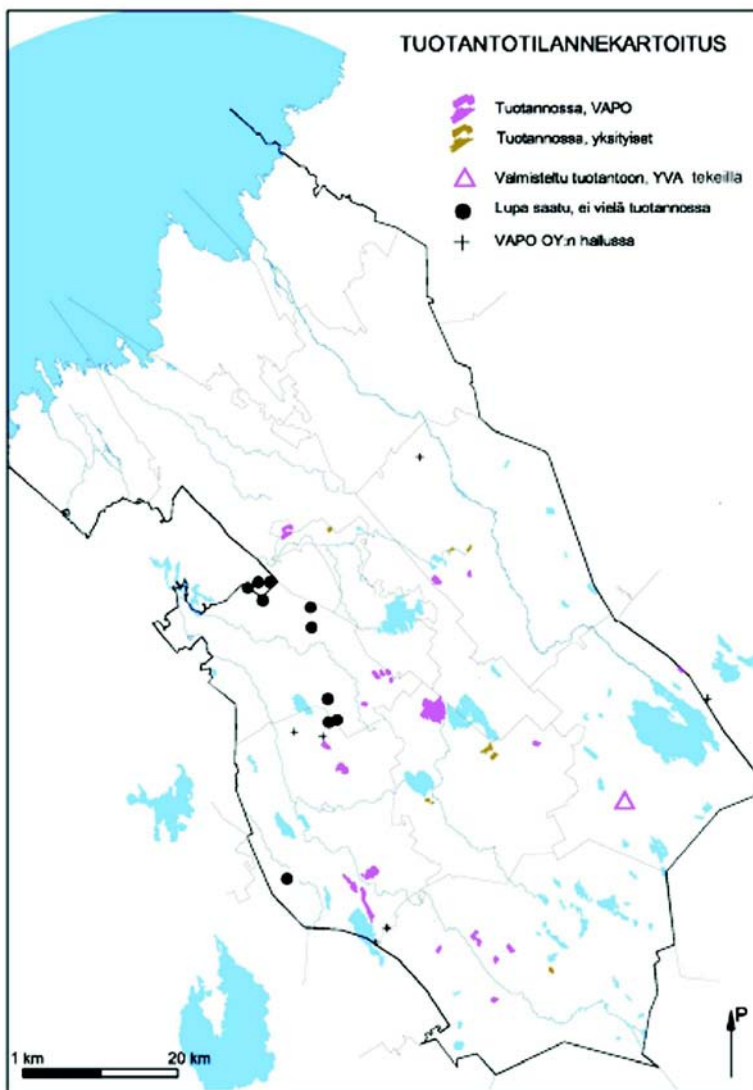 TUOTANTOTILANNEKARTOITUS
Tuotannossa, VAPO
Tuotannossa, yksityiset
Valmisteltu tuotantoon, YVA tekeillä
Lupa saatu, ei vielä tuotannossa
VAPO OY:n hallussa
P
1 km 20 km